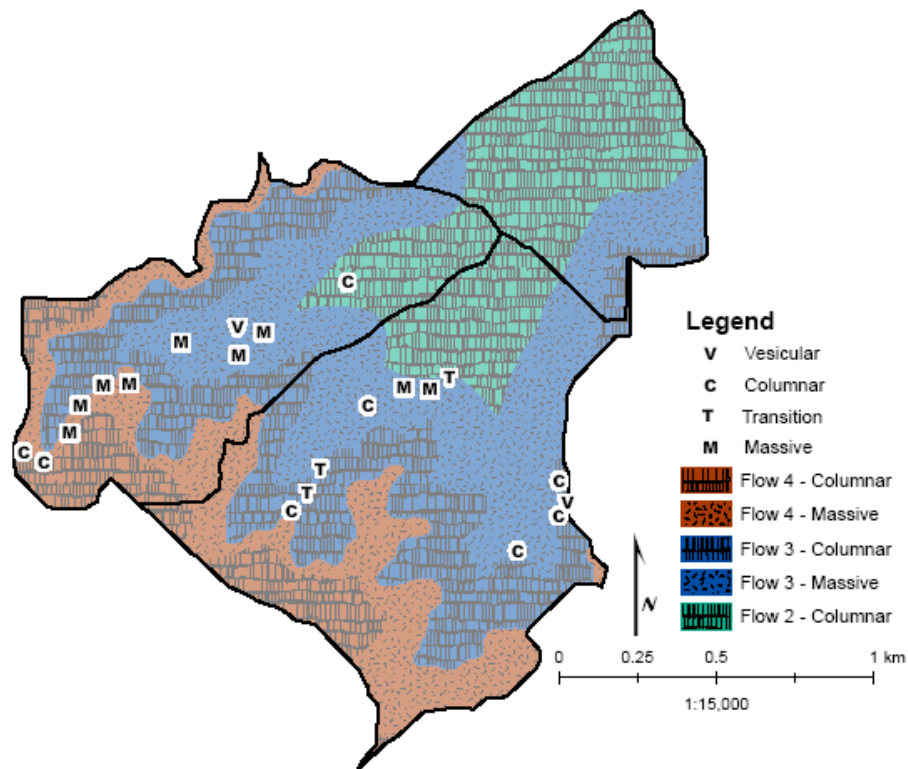 C
V
M
M
M
M
M
T
M
M
C
M
M
C
C
T
C
T
V
C
C
C
Legend
V Vesicular
C Columnar
T Transition
M Massive
Flow 4 - Columnar
Flow 4 - Massive
Flow 3 - Columnar
Flow 3 - Massive
Flow 2 - Columnar
N
0 0.25 0.5 1 km
1:15,000